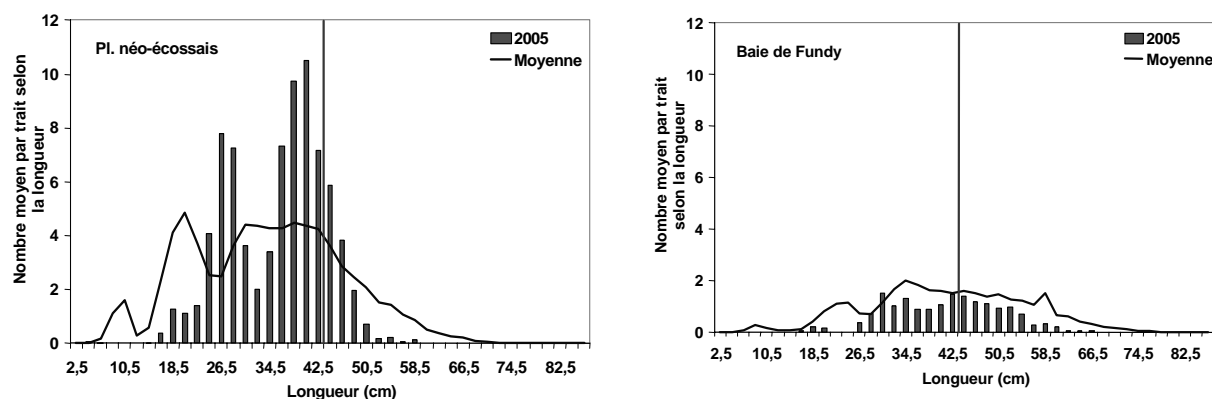 Pl. néo-écossais
2005
Moyenne
Nombre moyen par trait selon
la longueur
12
10
8
6
4
2
0
2,5 10,5 18,5 26,5 34,5 42,5 50,5 58,5 66,5 74,5 82,5
Longueur (cm)
Baie de Fundy
2005
Moyenne
Nombre moyen par trait
selon la longueur
12
10
8
6
4
2
0
2,5 10,5 18,5 26,5 34,5 42,5 50,5 58,5 66,5 74,5 82,5
Longueur (cm)